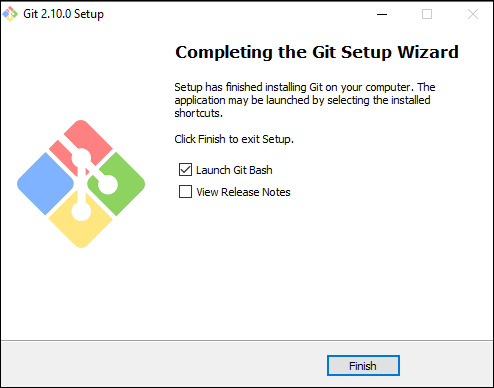 Git 2.10.0 Setup
Completing the Git Setup Wizard
Setup has finished installing Git on your computer. The
application may be launched by selecting the installed
shortcuts.
Click Finish to exit Setup.
Launch Git Bash
View Release Notes
Finish